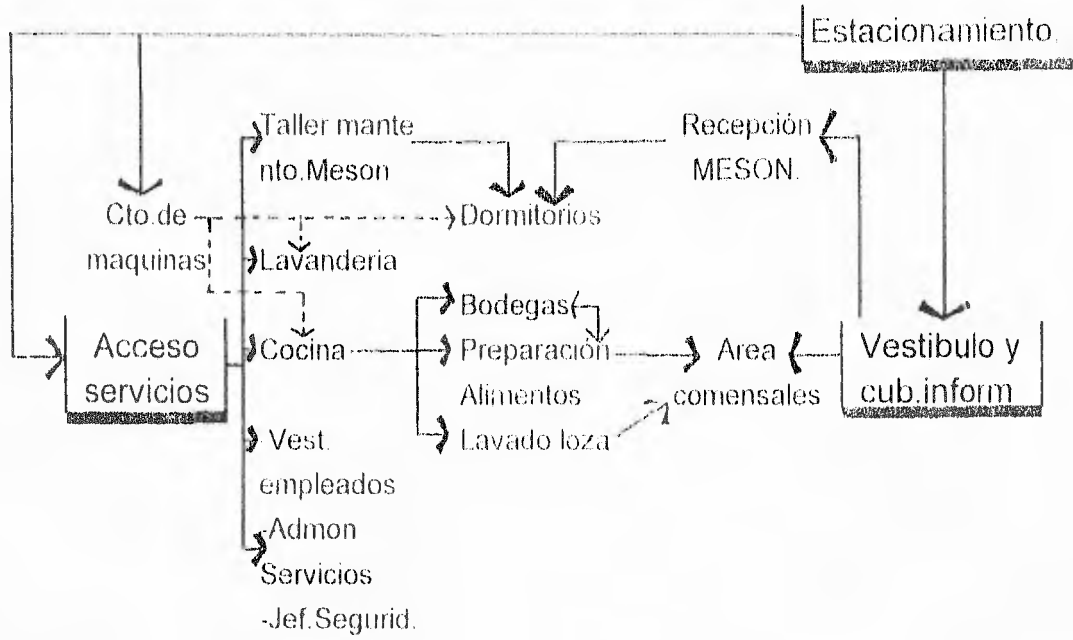 Estacionamiento.
Taller mante
nto.Meson
Recepción
MESON.
Cto.de
maquinas
Dormitorios
Lavanderia
Acceso
servicios
Cocina
Bodegas
Preparación
Alimentos
Lavado loza
Area
comensales
Vestibulo y
cub.inform
Vest.
empleados
-Admon
Servicios
-Jef.Segurid.